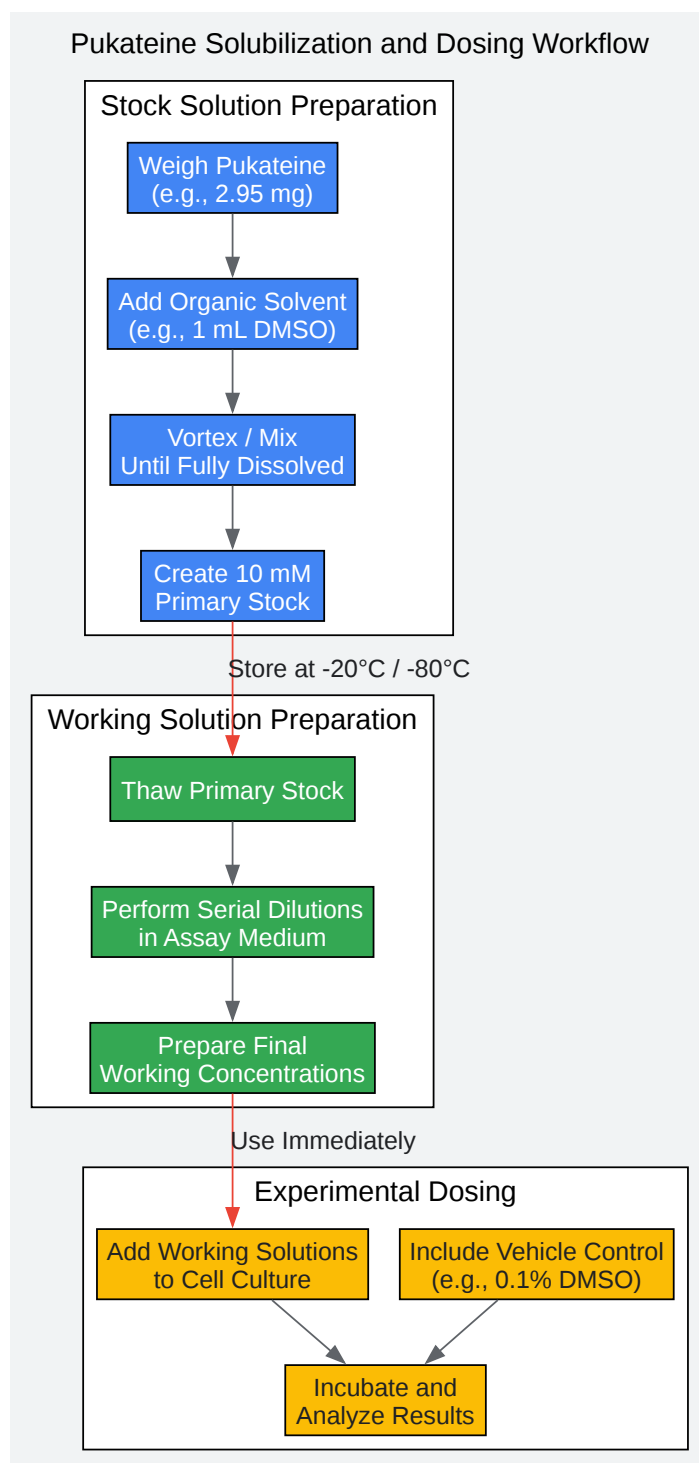 Pukateine Solubilization and Dosing Workflow
Stock Solution Preparation
Weigh Pukateine
(e.g., 2.95 mg)
Add Organic Solvent
(e.g., 1 mL DMSO)
Vortex / Mix
Until Fully Dissolved
Create 10 mM
Primary Stock
Store at -20°C / -80°C
Working Solution Preparation
Thaw Primary Stock
Perform Serial Dilutions
in Assay Medium
Prepare Final
Working Concentrations
Use Immediately
Experimental Dosing
Add Working Solutions
to Cell Culture
Include Vehicle Control
(e.g., 0.1% DMSO)
Incubate and
Analyze Results